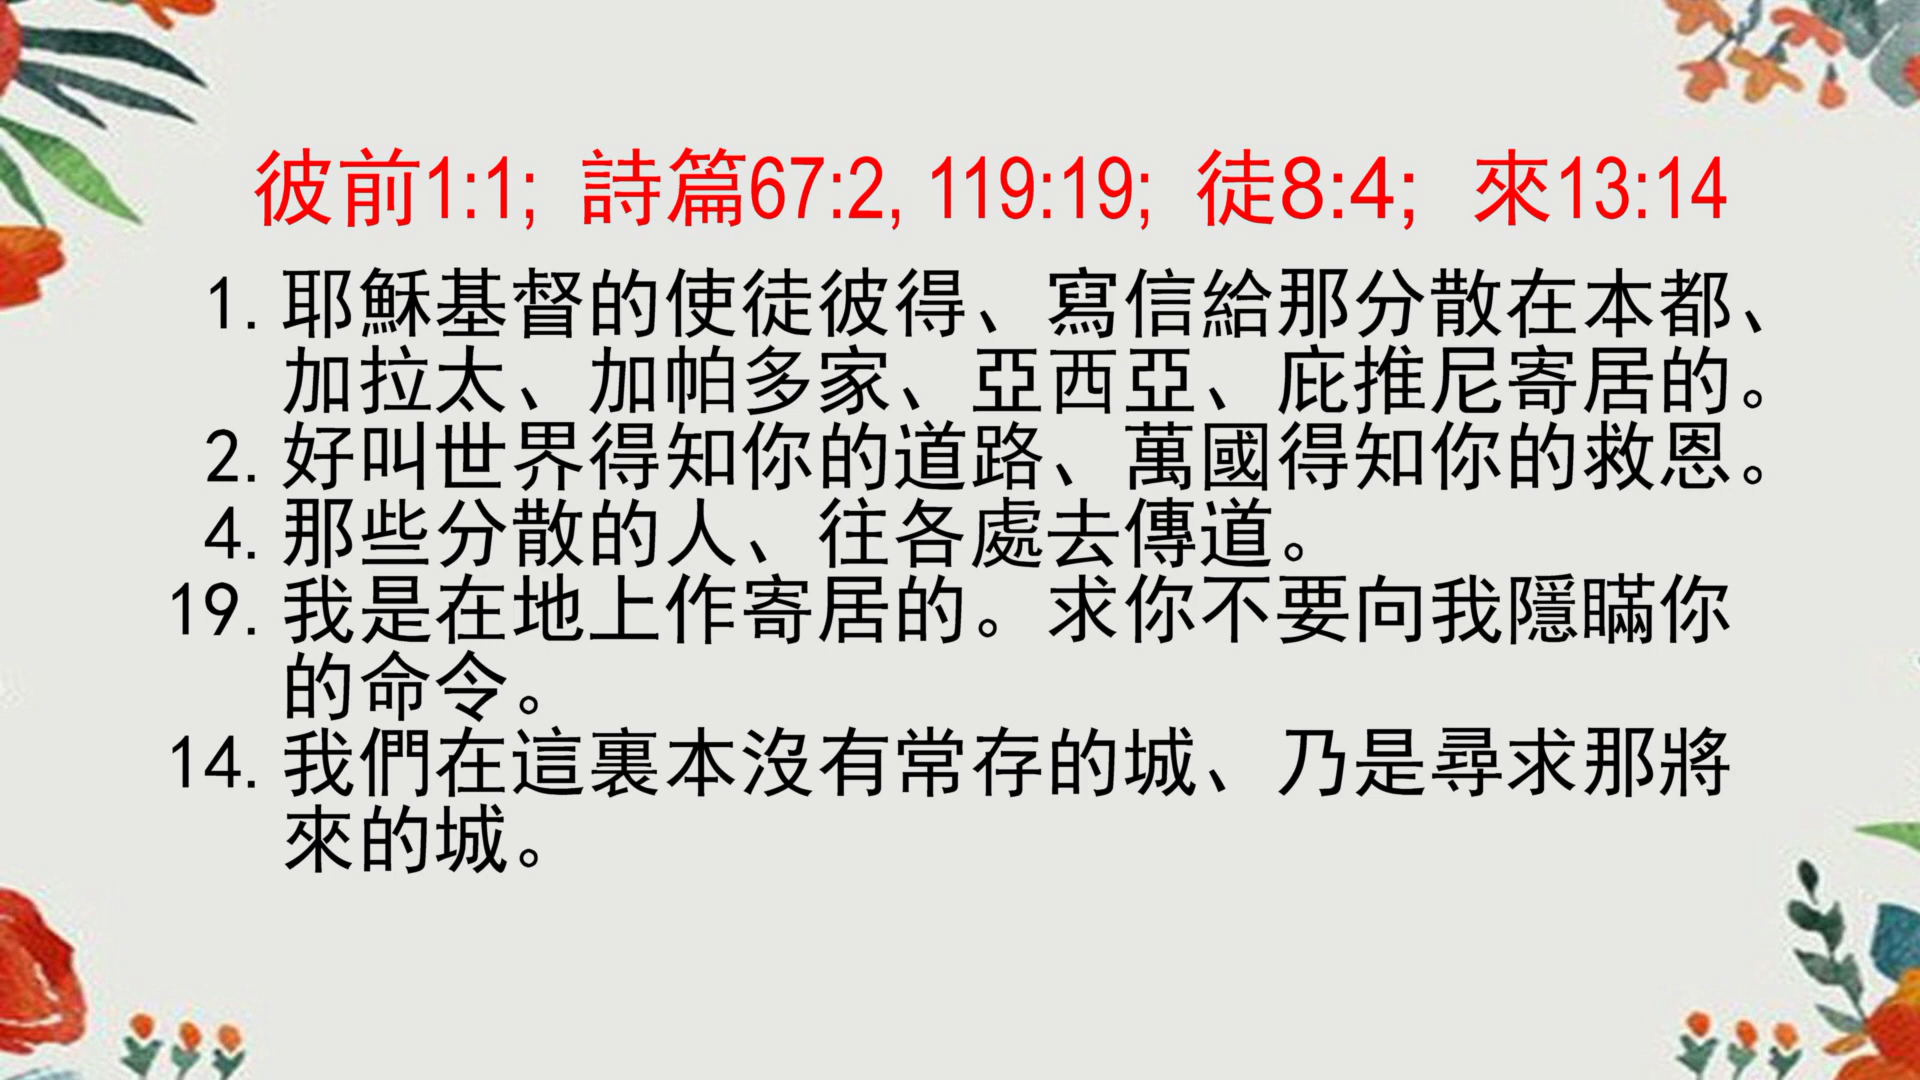 彼前1:1; 詩篇67:2, 119:19; 徒8:4; 來13:14
1. 耶穌基督的使徒彼得、寫信給那分散在本都、
加拉太、加帕多家、亞西亞、庇推尼寄居的。
2. 好叫世界得知你的道路、萬國得知你的救恩。
4. 那些分散的人、往各處去傳道。
19. 我是在地上作寄居的。求你不要向我隱瞞你
的命令。
14. 我們在這裏本沒有常存的城、乃是尋求那將
來的城。